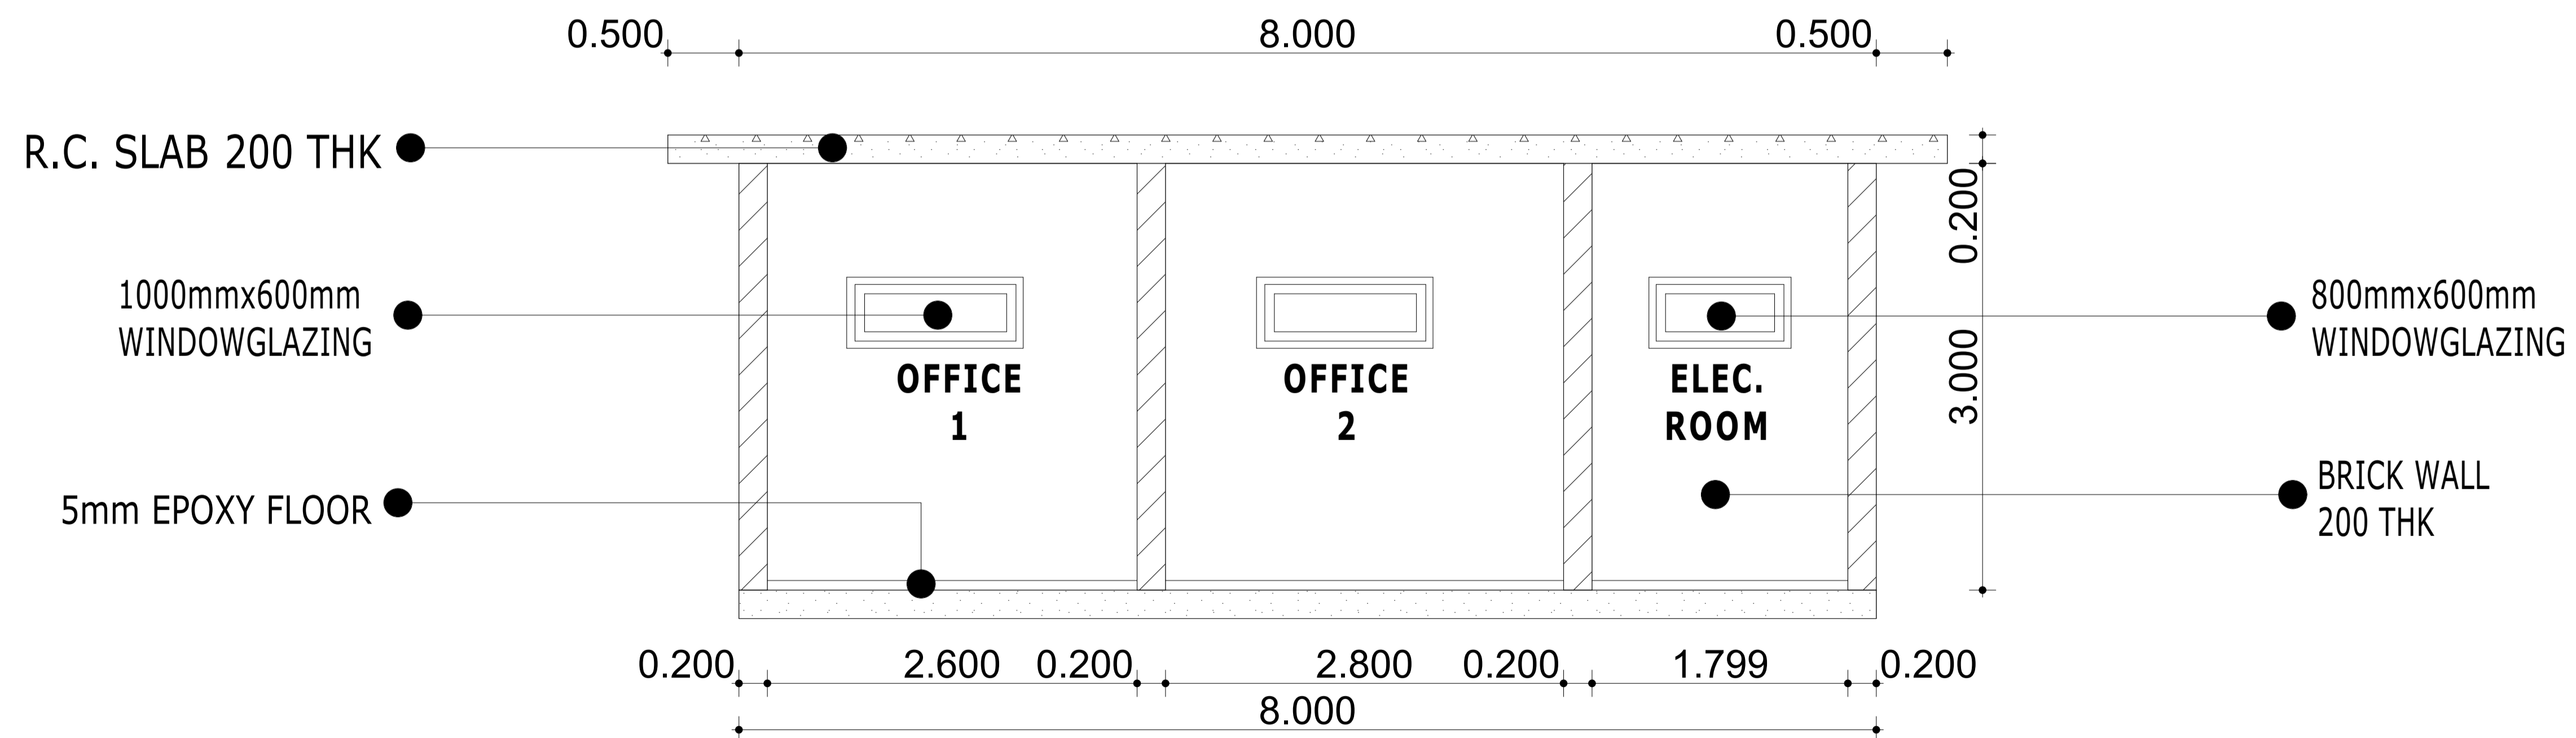 0.500 8.000 0.500
R.C. SLAB 200 THK
0.200
1000mmx600mm
WINDOWGLAZING
800mmx600mm
WINDOWGLAZING
3.000
OFFICE
1
OFFICE
2
ELEC.
ROOM
5mm EPOXY FLOOR
BRICK WALL
200 THK
0.200 2.600 0.200 2.800 0.200 1.799 0.200
8.000